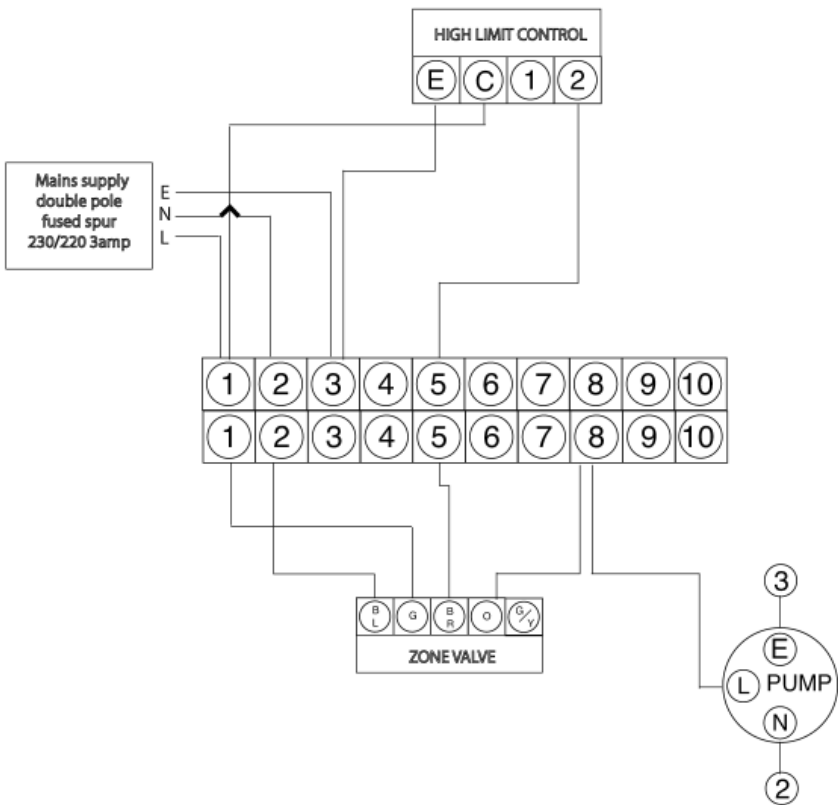 HIGH LIMIT CONTROL
E C 1 2
Mains supply
double pole
fused spur
230/220 3amp
E
N
L
1 2 3 4 5 6 7 8 9 10
1 2 3 4 5 6 7 8 9 10
B L G B R O G/Y
ZONE VALVE
3
E
L PUMP
N
2